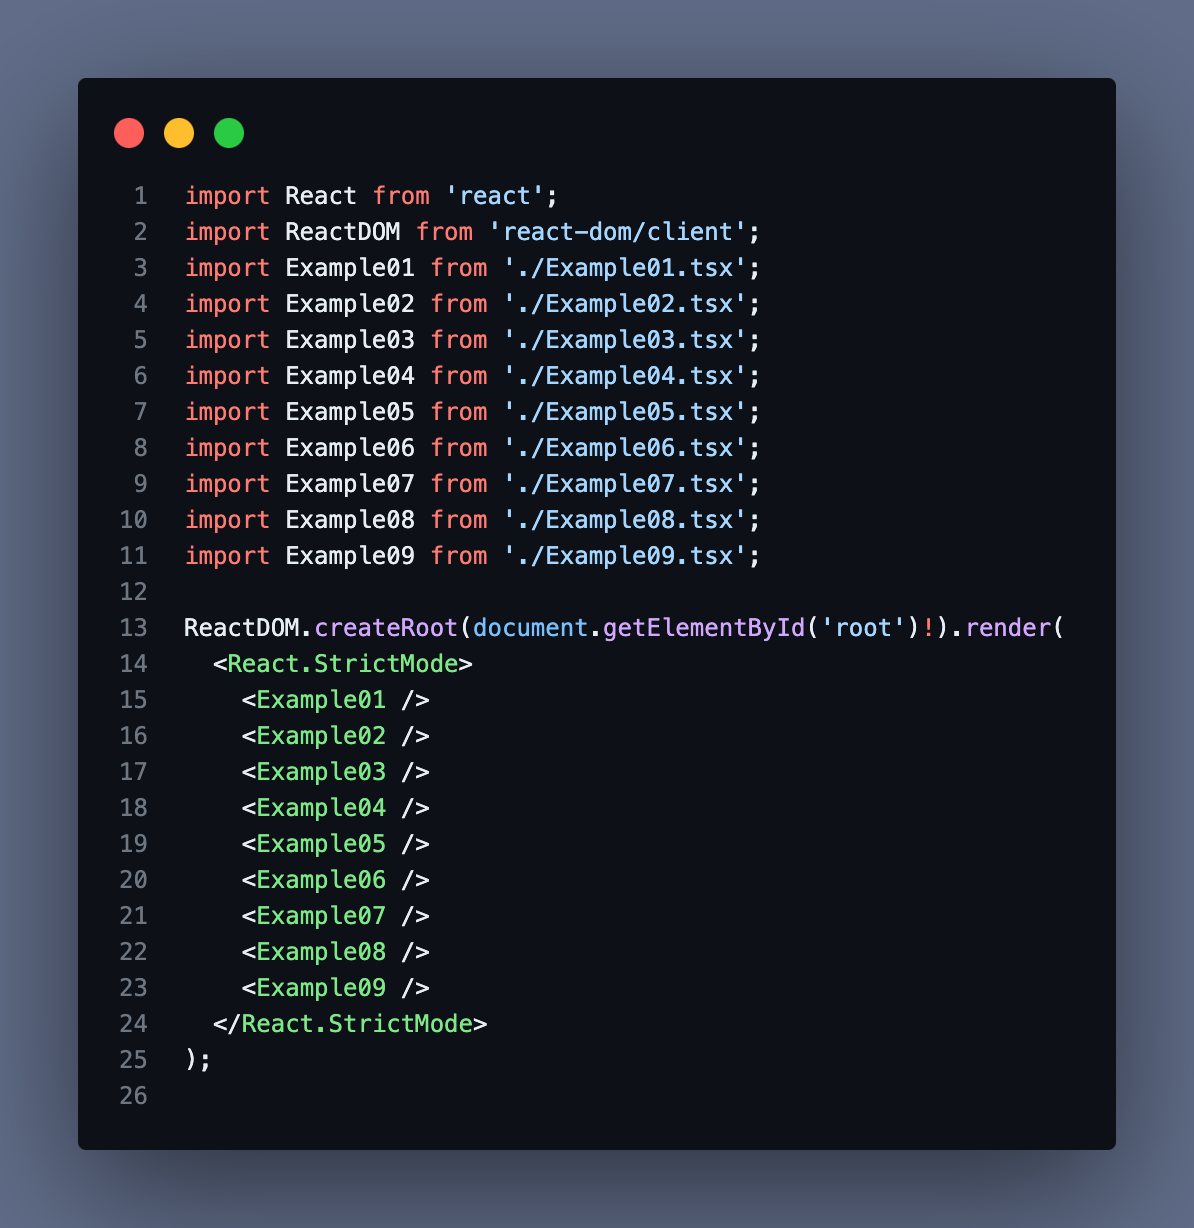 1 import React from 'react';
2 import ReactDOM from 'react-dom/client';
3 import Example01 from './Example01.tsx';
4 import Example02 from './Example02.tsx';
5 import Example03 from './Example03.tsx';
6 import Example04 from './Example04.tsx';
7 import Example05 from './Example05.tsx';
8 import Example06 from './Example06.tsx';
9 import Example07 from './Example07.tsx';
10 import Example08 from './Example08.tsx';
11 import Example09 from './Example09.tsx';
12
13 ReactDOM.createRoot(document.getElementById('root')!).render(
14   <React.StrictMode>
15     <Example01 />
16     <Example02 />
17     <Example03 />
18     <Example04 />
19     <Example05 />
20     <Example06 />
21     <Example07 />
22     <Example08 />
23     <Example09 />
24   </React.StrictMode>
25 );
26